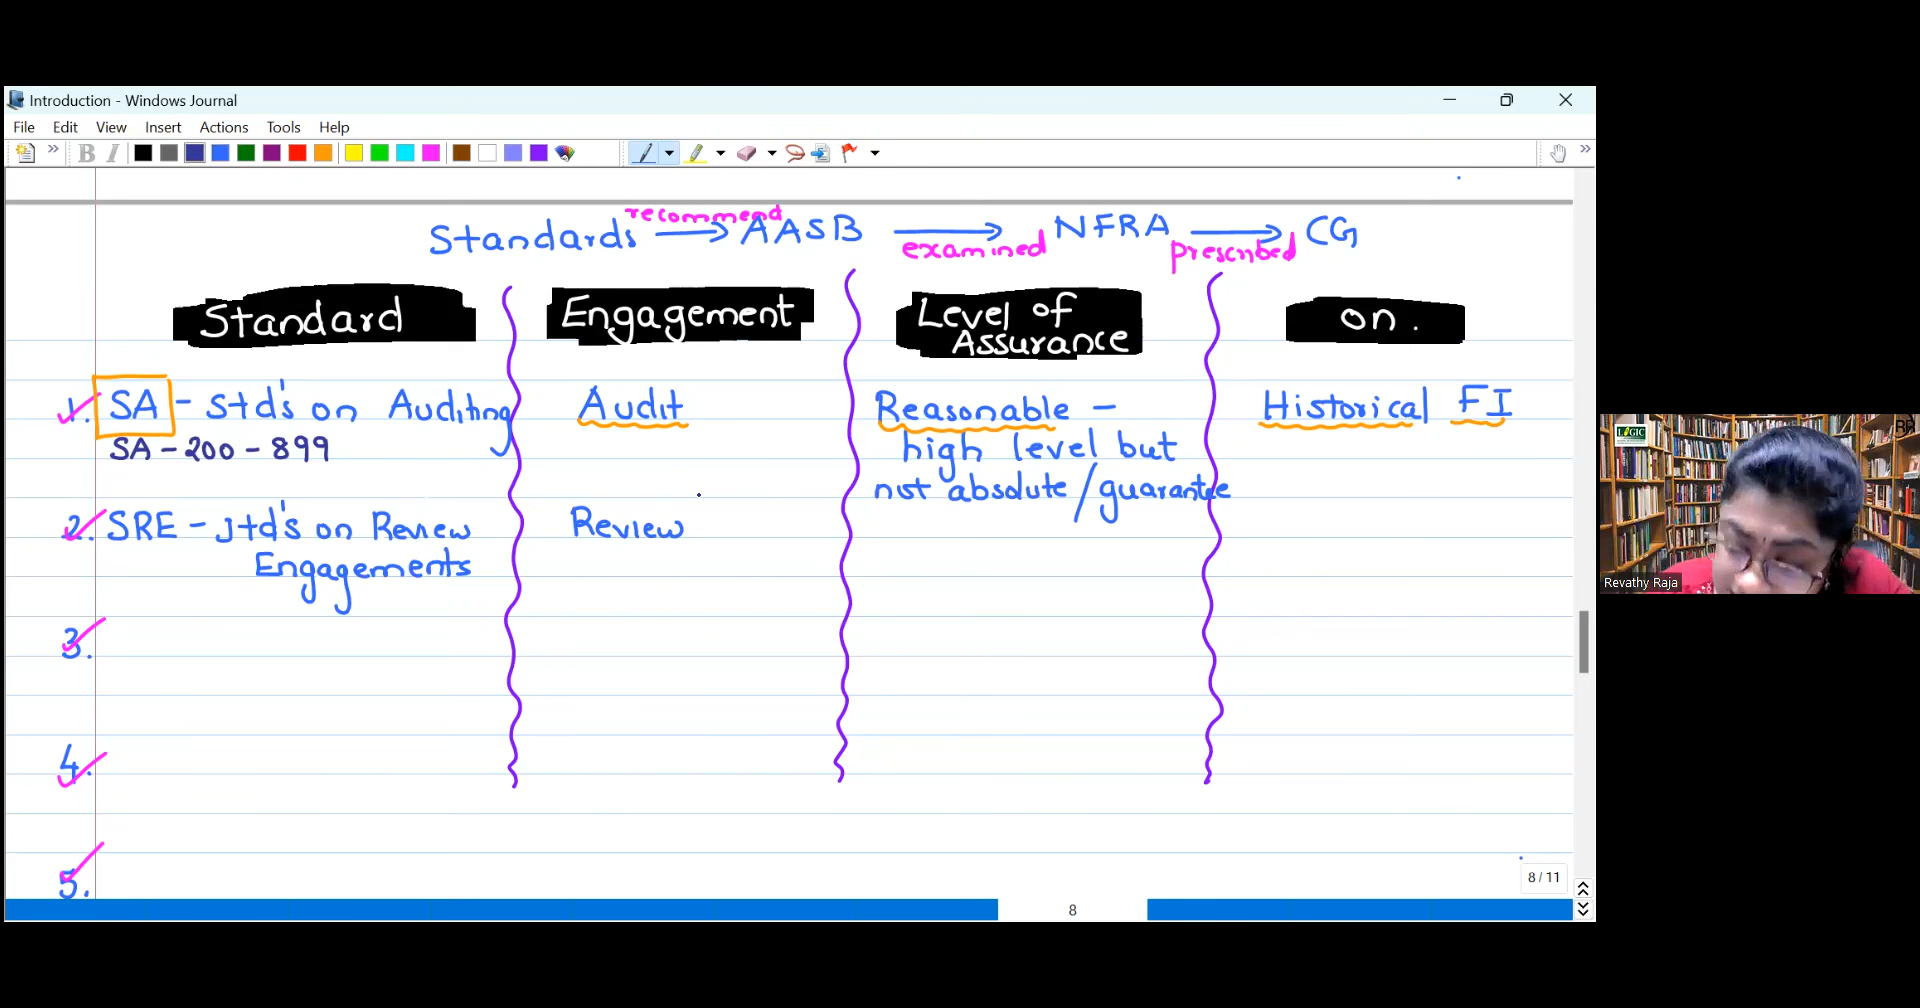 Introduction - Windows Journal
File Edit View Insert Actions Tools Help
B I
Standards recommend AASB examined NFRA prescribed CG
Standard Engagement Level of Assurance on.
1. SA - Std's on Auditing Audit Reasonable - Historical FI
SA - 200 - 899 high level but
not absolute / guarantee
2. SRE - std's on Review Review
Engagements
3.
4.
5.
8 / 11
8
LOGIC
RR
Revathy Raja